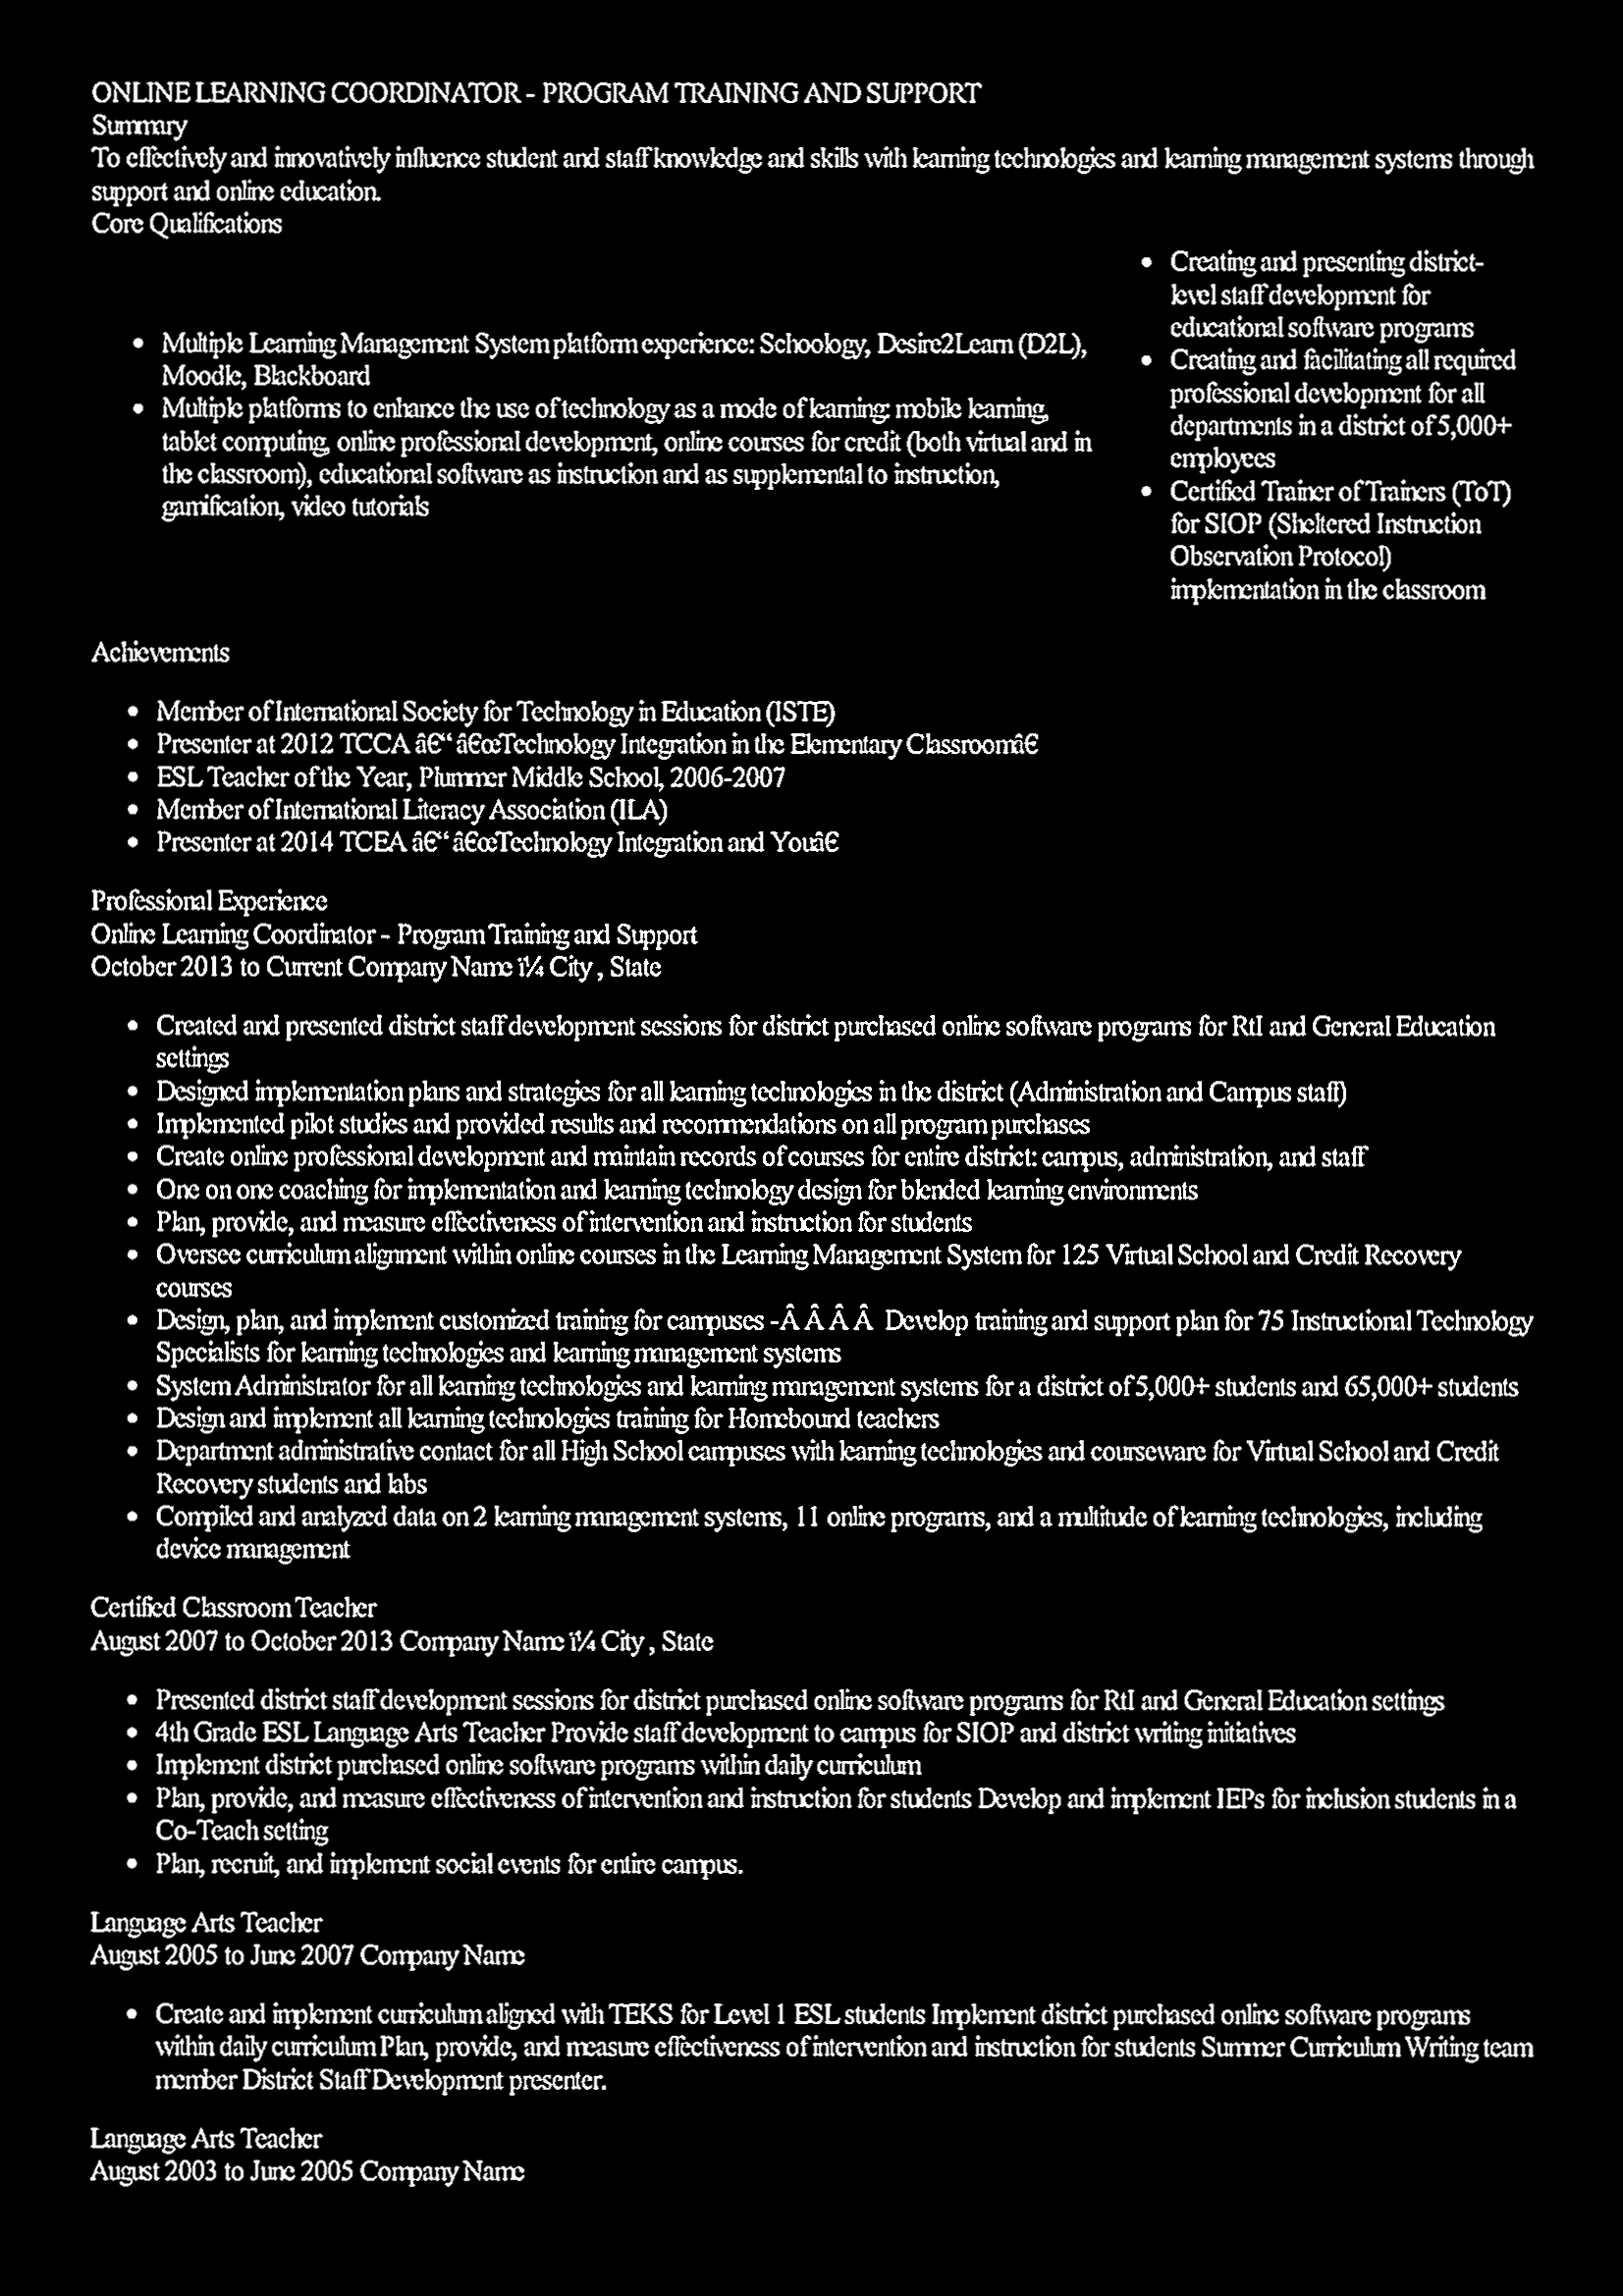 ONLINE LEARNING COORDINATOR - PROGRAM TRAINING AND SUPPORT
Summary
To effectively and innovatively influence student and staff knowledge and skills with learning technologies and learning management systems through
support and online education.
Core Qualifications
• Multiple Learning Management System platform experience: Schoology, Desire2Learn (D2L),
Moodle, Blackboard
• Multiple platforms to enhance the use of technology as a mode of learning: mobile learning,
tablet computing, online professional development, online courses for credit (both virtual and in
the classroom), educational software as instruction and as supplemental to instruction,
gamification, video tutorials
• Creating and presenting district-
level staff development for
educational software programs
• Creating and facilitating all required
professional development for all
departments in a district of 5,000+
employees
• Certified Trainer of Trainers (ToT)
for SIOP (Sheltered Instruction
Observation Protocol)
implementation in the classroom
Achievements
• Member of International Society for Technology in Education (ISTE)
• Presenter at 2012 TCCA â€“ â€œTechnology Integration in the Elementary Classroomâ€
• ESL Teacher of the Year, Plummer Middle School, 2006-2007
• Member of International Literacy Association (ILA)
• Presenter at 2014 TCEA â€“ â€œTechnology Integration and Youâ€
Professional Experience
Online Learning Coordinator - Program Training and Support
October 2013 to Current Company Name ï¼ City , State
• Created and presented district staff development sessions for district purchased online software programs for RtI and General Education
settings
• Designed implementation plans and strategies for all learning technologies in the district (Administration and Campus staff)
• Implemented pilot studies and provided results and recommendations on all program purchases
• Create online professional development and maintain records of courses for entire district: campus, administration, and staff
• One on one coaching for implementation and learning technology design for blended learning environments
• Plan, provide, and measure effectiveness of intervention and instruction for students
• Oversee curriculum alignment within online courses in the Learning Management System for 125 Virtual School and Credit Recovery
courses
• Design, plan, and implement customized training for campuses -Â Â Â Â  Develop training and support plan for 75 Instructional Technology
Specialists for learning technologies and learning management systems
• System Administrator for all learning technologies and learning management systems for a district of 5,000+ students and 65,000+ students
• Design and implement all learning technologies training for Homebound teachers
• Department administrative contact for all High School campuses with learning technologies and courseware for Virtual School and Credit
Recovery students and labs
• Compiled and analyzed data on 2 learning management systems, 11 online programs, and a multitude of learning technologies, including
device management
Certified Classroom Teacher
August 2007 to October 2013 Company Name ï¼ City , State
• Presented district staff development sessions for district purchased online software programs for RtI and General Education settings
• 4th Grade ESL Language Arts Teacher Provide staff development to campus for SIOP and district writing initiatives
• Implement district purchased online software programs within daily curriculum
• Plan, provide, and measure effectiveness of intervention and instruction for students Develop and implement IEPs for inclusion students in a
Co-Teach setting
• Plan, recruit, and implement social events for entire campus.
Language Arts Teacher
August 2005 to June 2007 Company Name
• Create and implement curriculum aligned with TEKS for Level 1 ESL students Implement district purchased online software programs
within daily curriculum Plan, provide, and measure effectiveness of intervention and instruction for students Summer Curriculum Writing team
member District Staff Development presenter.
Language Arts Teacher
August 2003 to June 2005 Company Name